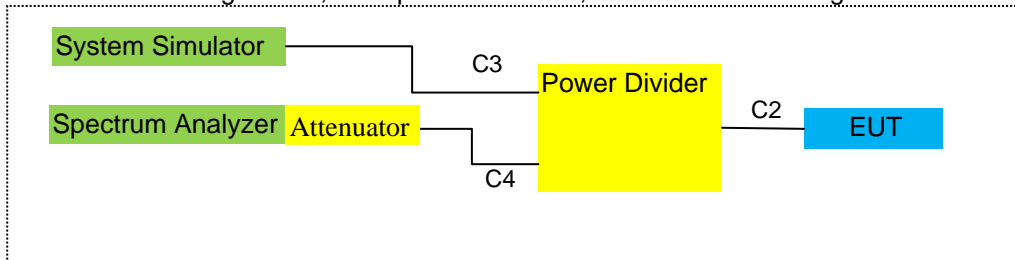 System Simulator
C3
Power Divider
C2
Spectrum Analyzer
Attenuator
EUT
C4